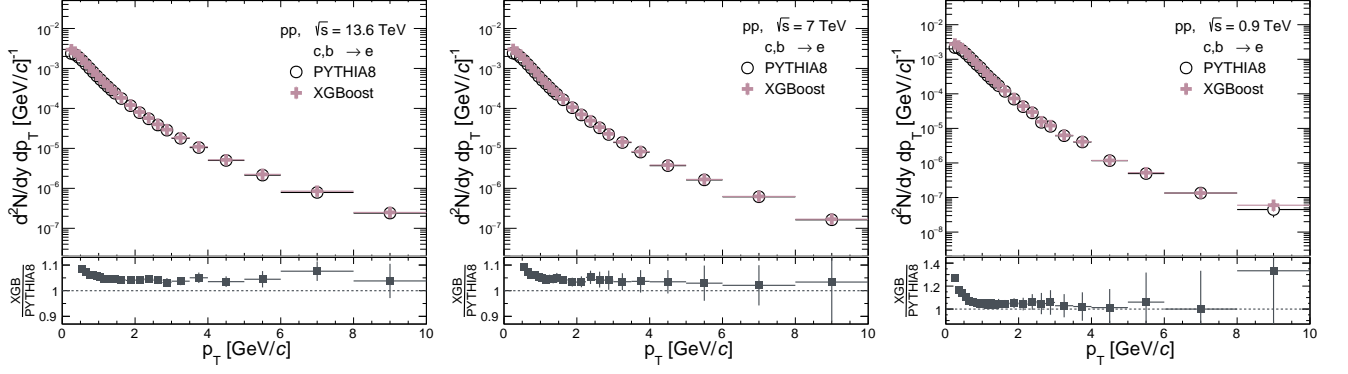 pp, √s = 13.6 TeV
c,b → e
PYTHIA8
XGBoost
d²N/dy dp_T [GeV/c]⁻¹
10⁻²
10⁻³
10⁻⁴
10⁻⁵
10⁻⁶
10⁻⁷
XGB
PYTHIA8
1.1
1
0.9
0 2 4 6 8 10
p_T [GeV/c]
pp, √s = 7 TeV
c,b → e
PYTHIA8
XGBoost
d²N/dy dp_T [GeV/c]⁻¹
10⁻²
10⁻³
10⁻⁴
10⁻⁵
10⁻⁶
10⁻⁷
XGB
PYTHIA8
1.1
1
0.9
0 2 4 6 8 10
p_T [GeV/c]
pp, √s = 0.9 TeV
c,b → e
PYTHIA8
XGBoost
d²N/dy dp_T [GeV/c]⁻¹
10⁻²
10⁻³
10⁻⁴
10⁻⁵
10⁻⁶
10⁻⁷
10⁻⁸
XGB
PYTHIA8
1.4
1.2
1
0 2 4 6 8 10
p_T [GeV/c]